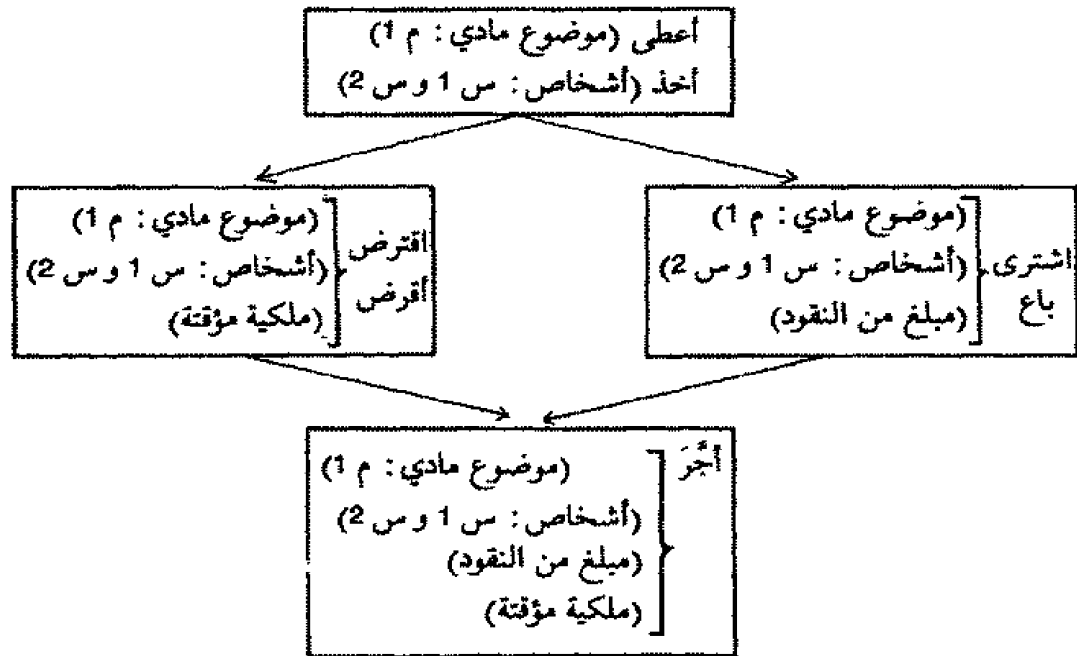 أعطى (موضوع مادي: م 1)
أخذ (أشخاص: س 1 و س 2)
اشترى
باع
(موضوع مادي: م 1)
(أشخاص: س 1 و س 2)
(مبلغ من النقود)
اقترض
أقرض
(موضوع مادي: م 1)
(أشخاص: س 1 و س 2)
(ملكية مؤقتة)
أجَّرَ (موضوع مادي: م 1)
(أشخاص: س 1 و س 2)
(مبلغ من النقود)
(ملكية مؤقتة)